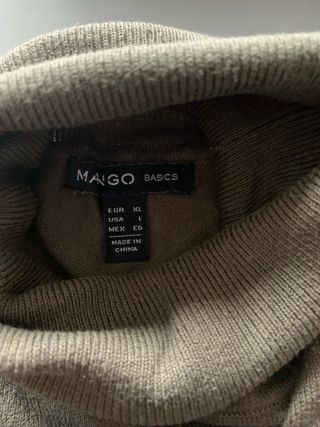 MANGO BASICS
EUR XL
USA L
MEX EG
MADE IN
CHINA